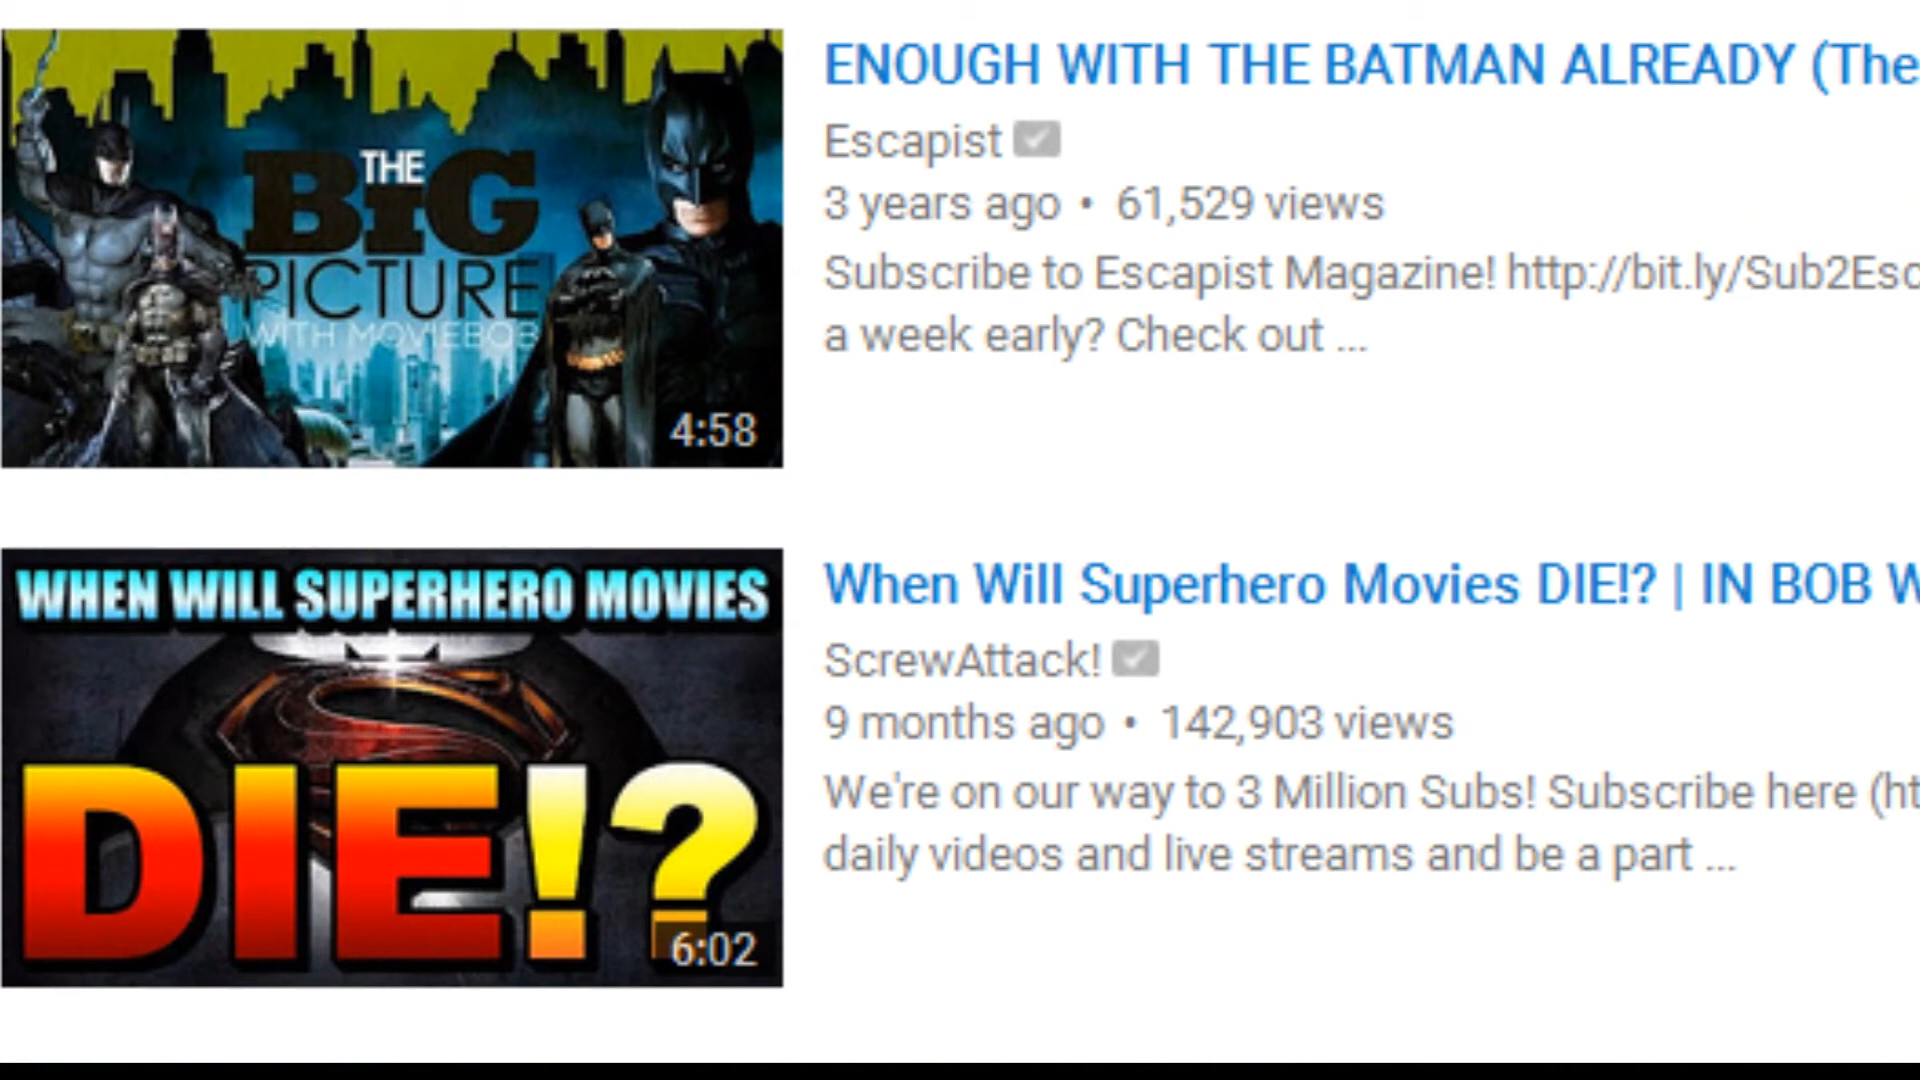 THE
BiG
PICTURE
WITH MOVIEBOB
4:58
ENOUGH WITH THE BATMAN ALREADY (The
Escapist
3 years ago • 61,529 views
Subscribe to Escapist Magazine! http://bit.ly/Sub2Esc
a week early? Check out ...
WHEN WILL SUPERHERO MOVIES
DIE!?
6:02
When Will Superhero Movies DIE!? | IN BOB W
ScrewAttack!
9 months ago • 142,903 views
We're on our way to 3 Million Subs! Subscribe here (ht
daily videos and live streams and be a part ...